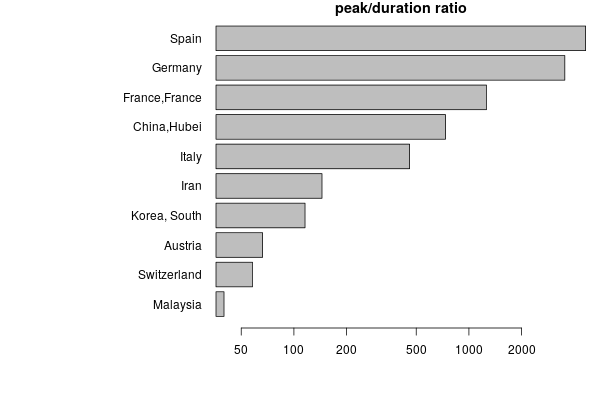 peak/duration ratio
Spain
Germany
France,France
China,Hubei
Italy
Iran
Korea, South
Austria
Switzerland
Malaysia
50 100 200 500 1000 2000